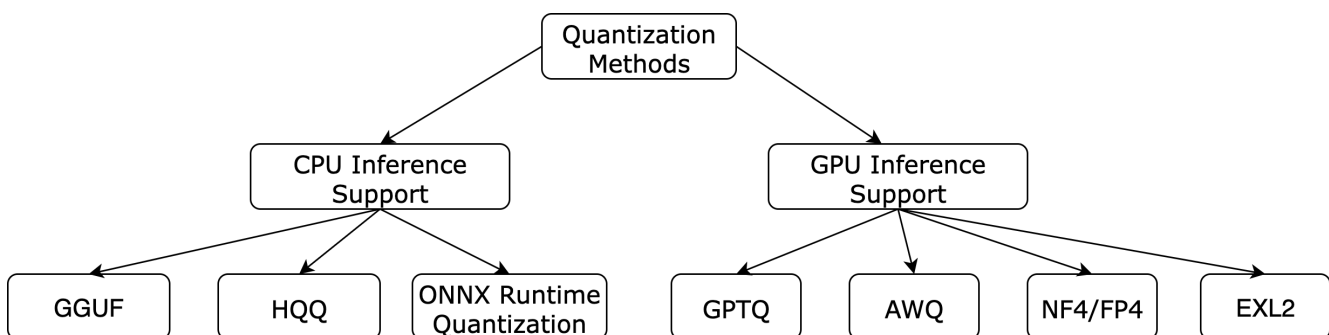 Quantization
Methods
CPU Inference
Support
GPU Inference
Support
GGUF
HQQ
ONNX Runtime
Quantization
GPTQ
AWQ
NF4/FP4
EXL2